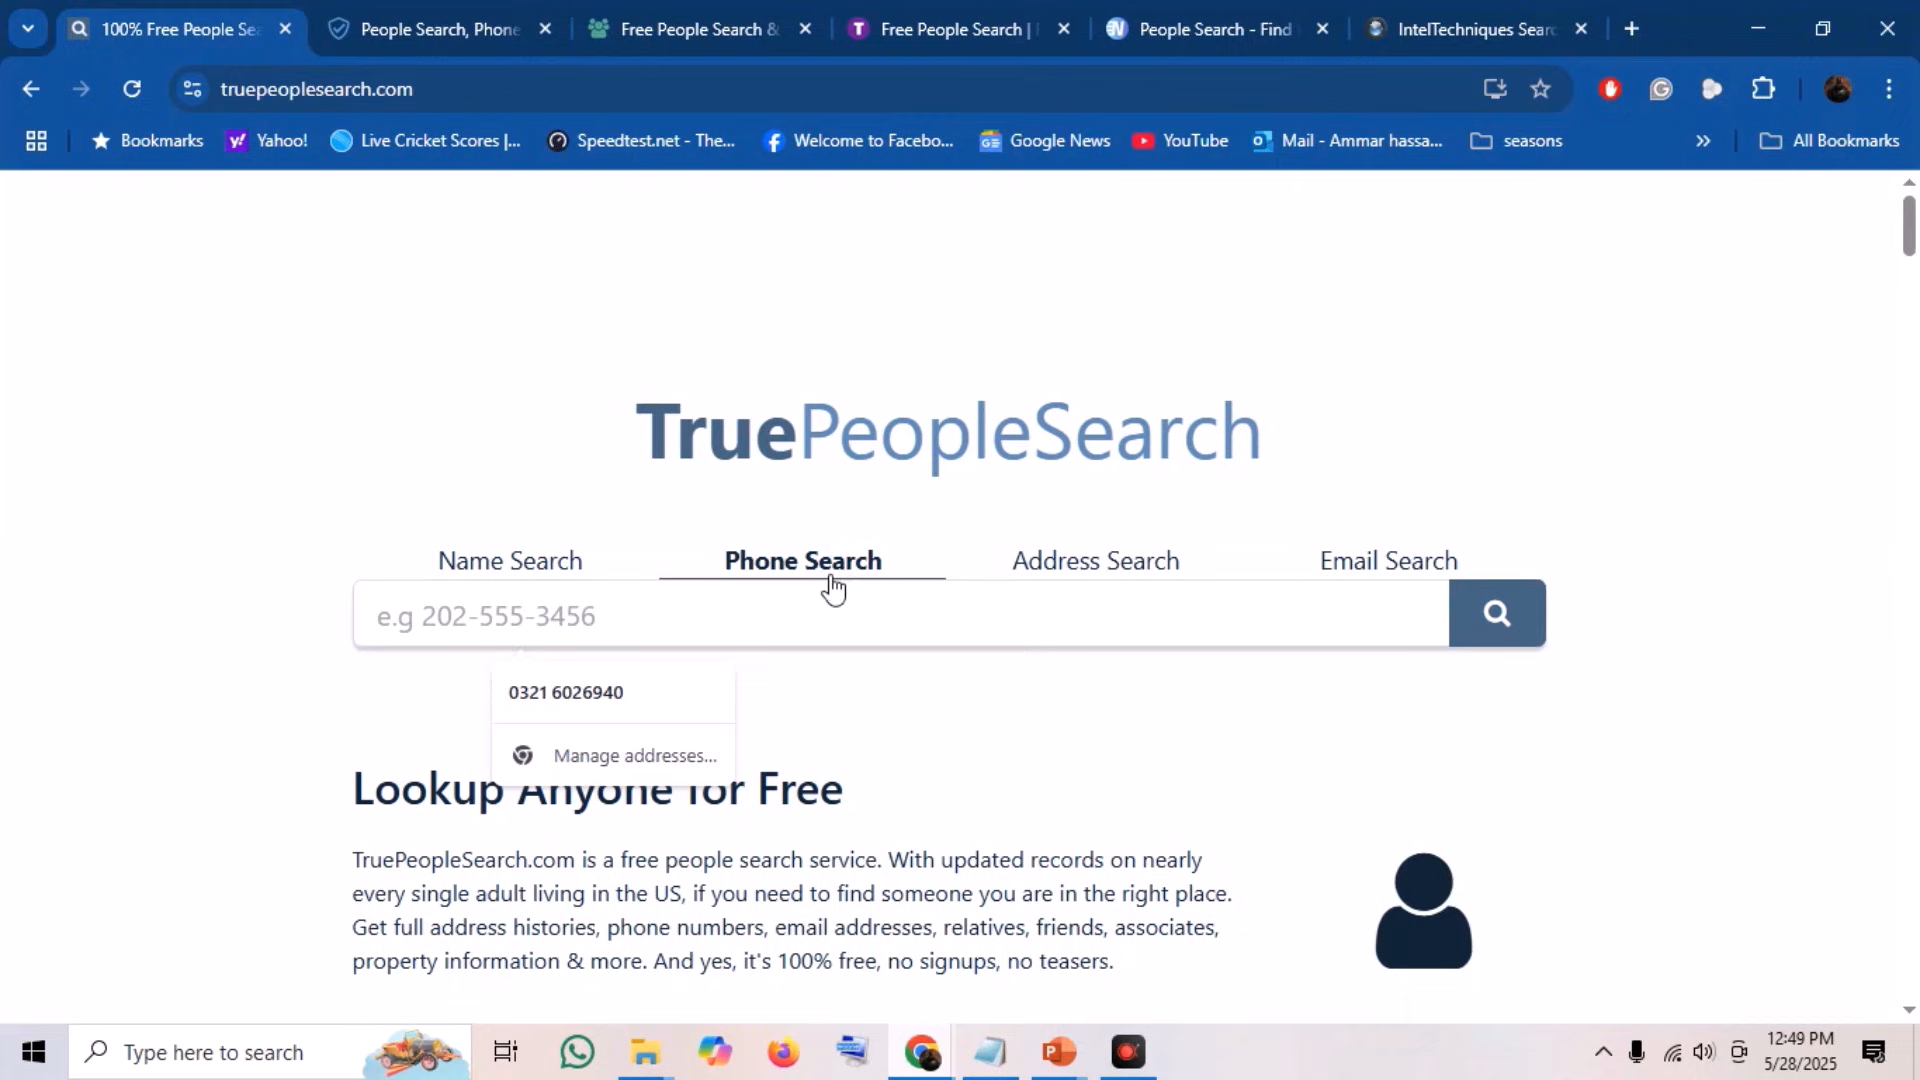 100% Free People Sea
People Search, Phone
Free People Search &
Free People Search |
People Search - Find
IntelTechniques Searc
truepeoplesearch.com
Bookmarks
Yahoo!
Live Cricket Scores |...
Speedtest.net - The...
Welcome to Facebo...
Google News
YouTube
Mail - Ammar hassa...
seasons
All Bookmarks
TruePeopleSearch
Name Search
Phone Search
Address Search
Email Search
e.g 202-555-3456
0321 6026940
Manage addresses...
Lookup Anyone for Free
TruePeopleSearch.com is a free people search service. With updated records on nearly
every single adult living in the US, if you need to find someone you are in the right place.
Get full address histories, phone numbers, email addresses, relatives, friends, associates,
property information & more. And yes, it's 100% free, no signups, no teasers.
Type here to search
12:49 PM
5/28/2025